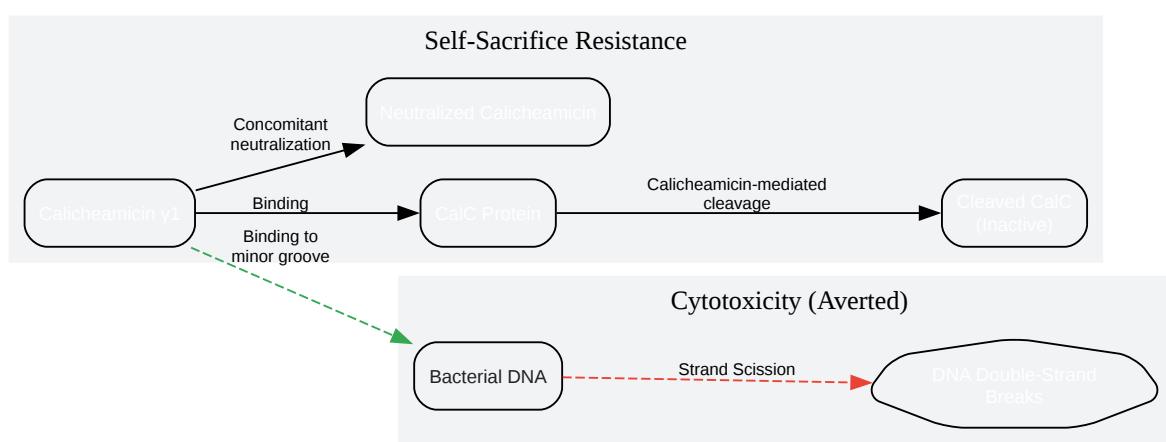 Self-Sacrifice Resistance
Neutralized Calicheamicin
Concomitant
neutralization
Calicheamicin γ1
Binding
CalC Protein
Calicheamicin-mediated
cleavage
Cleaved CalC
(Inactive)
Binding to
minor groove
Cytotoxicity (Averted)
Bacterial DNA
Strand Scission
DNA Double-Strand
Breaks